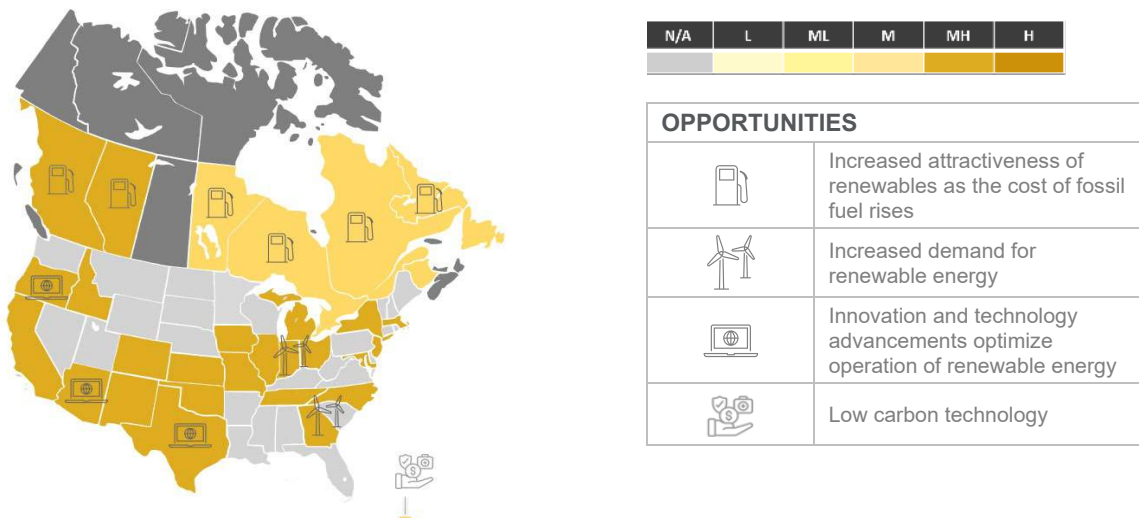 N/A L ML M MH H
OPPORTUNITIES
Increased attractiveness of
renewables as the cost of fossil
fuel rises
Increased demand for
renewable energy
Innovation and technology
advancements optimize
operation of renewable energy
Low carbon technology